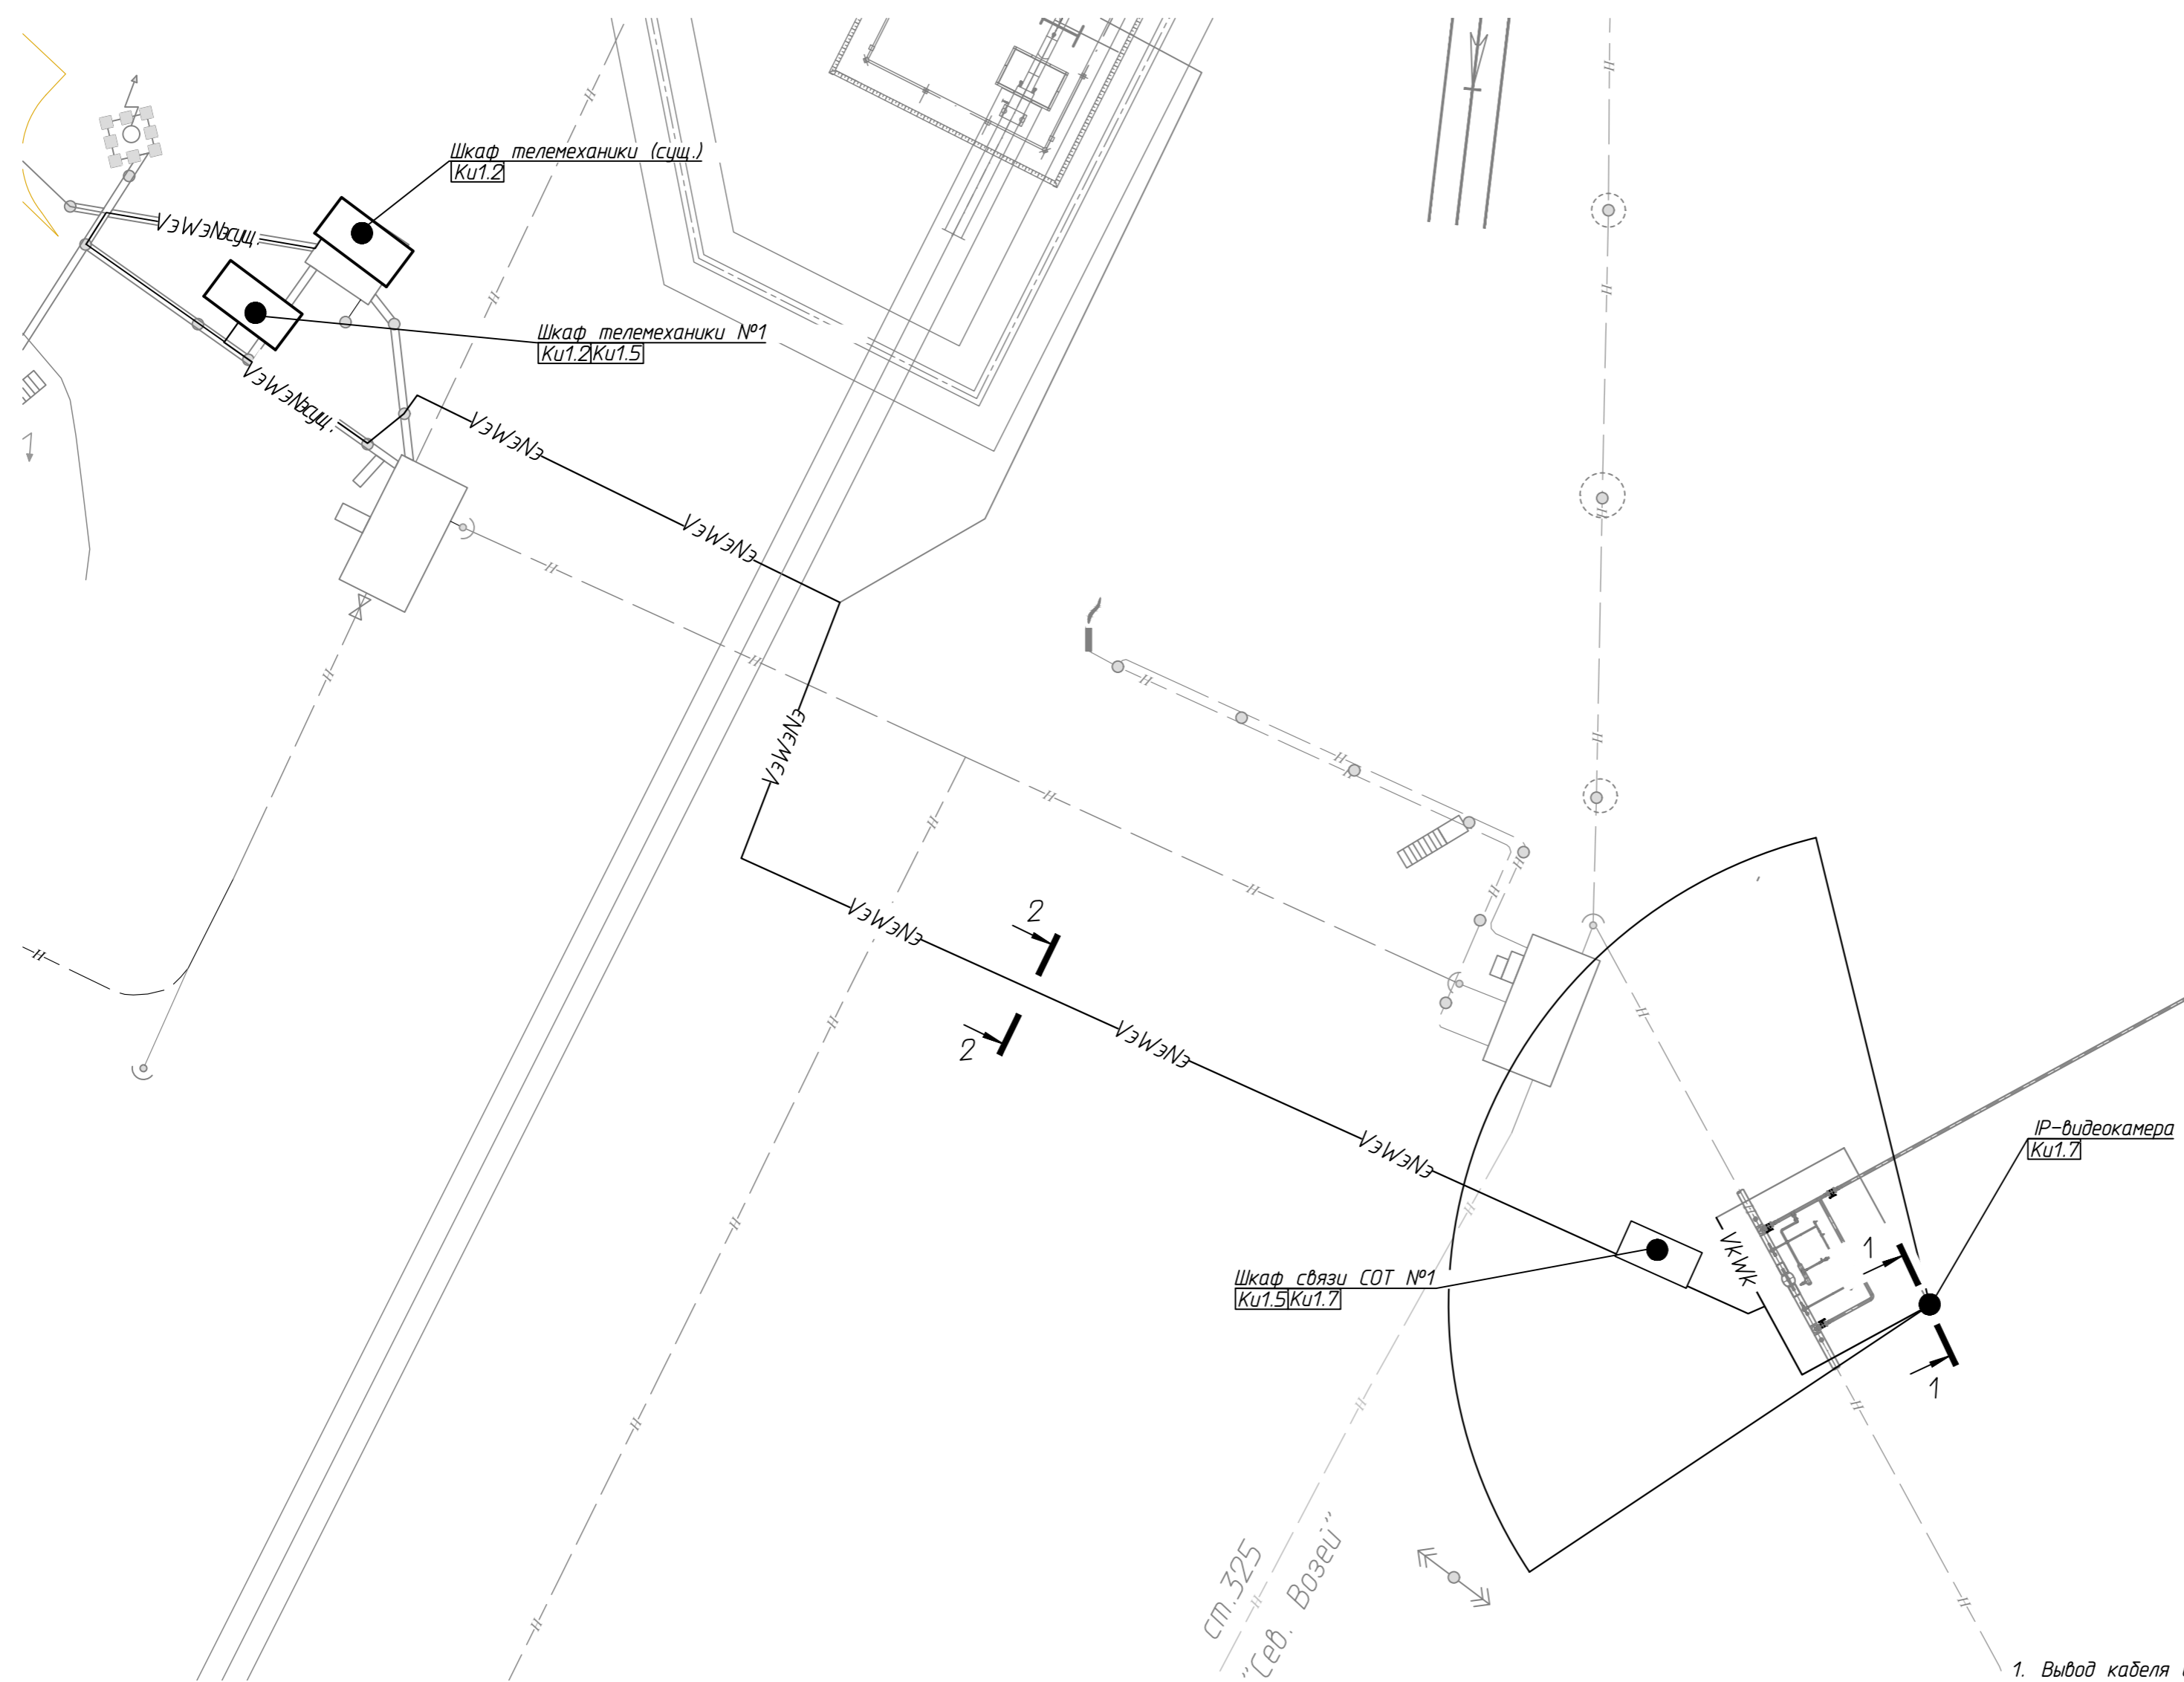 Шкаф телемеханики (сущ.)
Ки1.2
VэWэNэсущ.
Шкаф телемеханики №1
Ки1.2 Ки1.5
VэWэNэсущ.
VэWэNэ
VэWэNэ
VэWэNэ
VэWэNэ
2
2
VэWэNэ
VэWэNэ
IP-видеокамера
Ки1.7
VкWк
1
Шкаф связи СОТ №1
Ки1.5 Ки1.7
1
ст.325
"Сев. Возей"
1. Вывод кабеля